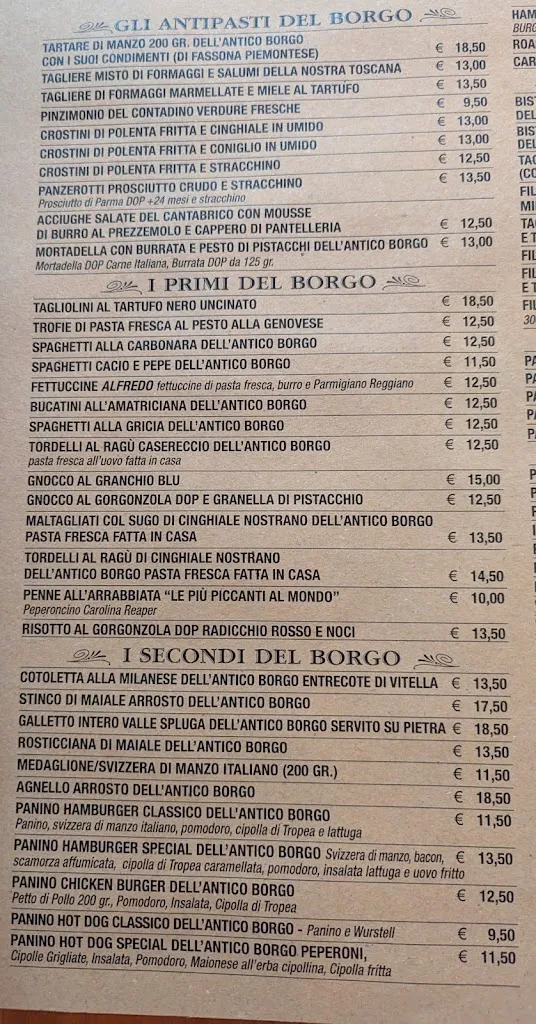 GLI ANTIPASTI DEL BORGO
TARTARE DI MANZO 200 GR. DELL'ANTICO BORGO
CON I SUOI CONDIMENTI (DI FASSONA PIEMONTESE) € 18,50
TAGLIERE MISTO DI FORMAGGI E SALUMI DELLA NOSTRA TOSCANA € 13,00
TAGLIERE DI FORMAGGI MARMELLATE E MIELE AL TARTUFO € 13,50
PINZIMONIO DEL CONTADINO VERDURE FRESCHE € 9,50
CROSTINI DI POLENTA FRITTA E CINGHIALE IN UMIDO € 13,00
CROSTINI DI POLENTA FRITTA E CONIGLIO IN UMIDO € 13,00
CROSTINI DI POLENTA FRITTA E STRACCHINO € 12,50
PANZEROTTI PROSCIUTTO CRUDO E STRACCHINO € 13,50
Prosciutto di Parma DOP +24 mesi e stracchino
ACCIUGHE SALATE DEL CANTABRICO CON MOUSSE
DI BURRO AL PREZZEMOLO E CAPPERO DI PANTELLERIA € 12,50
MORTADELLA CON BURRATA E PESTO DI PISTACCHI DELL'ANTICO BORGO € 13,00
Mortadella DOP Carne Italiana, Burrata DOP da 125 gr.
I PRIMI DEL BORGO
TAGLIOLINI AL TARTUFO NERO UNCINATO € 18,50
TROFIE DI PASTA FRESCA AL PESTO ALLA GENOVESE € 12,50
SPAGHETTI ALLA CARBONARA DELL'ANTICO BORGO € 12,50
SPAGHETTI CACIO E PEPE DELL'ANTICO BORGO € 11,50
FETTUCCINE ALFREDO fettuccine di pasta fresca, burro e Parmigiano Reggiano € 12,50
BUCATINI ALL'AMATRICIANA DELL'ANTICO BORGO € 12,50
SPAGHETTI ALLA GRICIA DELL'ANTICO BORGO € 12,50
TORDELLI AL RAGÙ CASERECCIO DELL'ANTICO BORGO € 12,50
pasta fresca all'uovo fatta in casa
GNOCCO AL GRANCHIO BLU € 15,00
GNOCCO AL GORGONZOLA DOP E GRANELLA DI PISTACCHIO € 12,50
MALTAGLIATI COL SUGO DI CINGHIALE NOSTRANO DELL'ANTICO BORGO
PASTA FRESCA FATTA IN CASA € 13,50
TORDELLI AL RAGÙ DI CINGHIALE NOSTRANO
DELL'ANTICO BORGO PASTA FRESCA FATTA IN CASA € 14,50
PENNE ALL'ARRABBIATA "LE PIÙ PICCANTI AL MONDO" € 10,00
Peperoncino Carolina Reaper
RISOTTO AL GORGONZOLA DOP RADICCHIO ROSSO E NOCI € 13,50
I SECONDI DEL BORGO
COTOLETTA ALLA MILANESE DELL'ANTICO BORGO ENTRECOTE DI VITELLA € 13,50
STINCO DI MAIALE ARROSTO DELL'ANTICO BORGO € 17,50
GALLETTO INTERO VALLE SPLUGA DELL'ANTICO BORGO SERVITO SU PIETRA € 18,50
ROSTICCIANA DI MAIALE DELL'ANTICO BORGO € 13,50
MEDAGLIONE/SVIZZERA DI MANZO ITALIANO (200 GR.) € 11,50
AGNELLO ARROSTO DELL'ANTICO BORGO € 18,50
PANINO HAMBURGER CLASSICO DELL'ANTICO BORGO € 11,50
Panino, svizzera di manzo italiano, pomodoro, cipolla di Tropea e lattuga
PANINO HAMBURGER SPECIAL DELL'ANTICO BORGO Svizzera di manzo, bacon, € 13,50
scamorza affumicata, cipolla di Tropea caramellata, pomodoro, insalata lattuga e uovo fritto
PANINO CHICKEN BURGER DELL'ANTICO BORGO € 12,50
Petto di Pollo 200 gr., Pomodoro, Insalata, Cipolla di Tropea
PANINO HOT DOG CLASSICO DELL'ANTICO BORGO - Panino e Wurstell € 9,50
PANINO HOT DOG SPECIAL DELL'ANTICO BORGO PEPERONI, € 11,50
Cipolle Grigliate, Insalata, Pomodoro, Maionese all'erba cipollina, Cipolla fritta